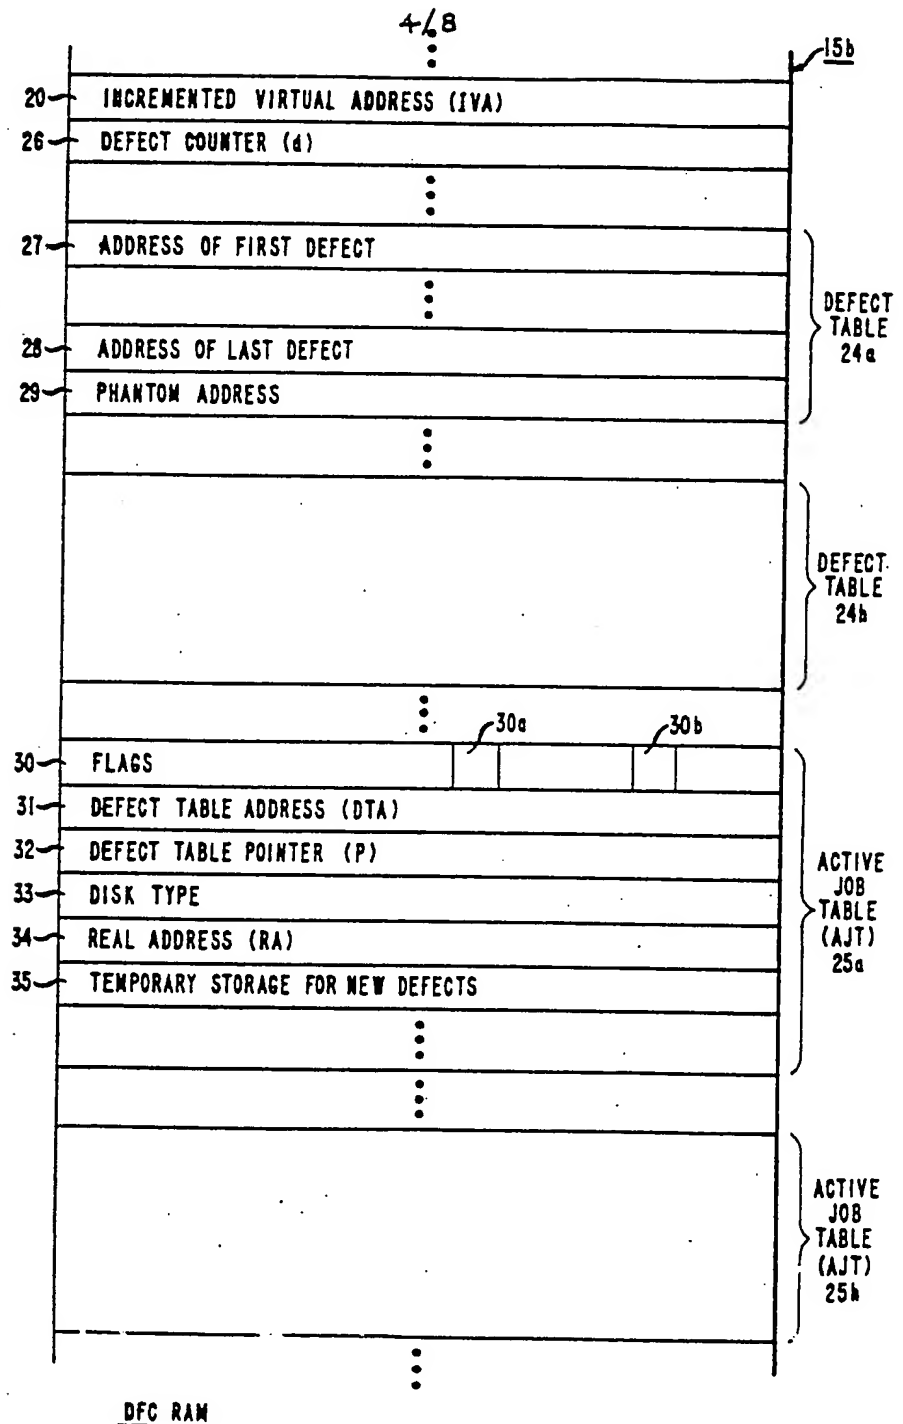 4/8
15b
20 INCREMENTED VIRTUAL ADDRESS (IVA)
26 DEFECT COUNTER (d)
27 ADDRESS OF FIRST DEFECT
DEFECT
TABLE
24a
28 ADDRESS OF LAST DEFECT
29 PHANTOM ADDRESS
DEFECT
TABLE
24h
30a
30b
30 FLAGS
31 DEFECT TABLE ADDRESS (DTA)
32 DEFECT TABLE POINTER (P)
33 DISK TYPE
34 REAL ADDRESS (RA)
35 TEMPORARY STORAGE FOR NEW DEFECTS
ACTIVE
JOB
TABLE
(AJT)
25a
ACTIVE
JOB
TABLE
(AJT)
25h
DFC RAM